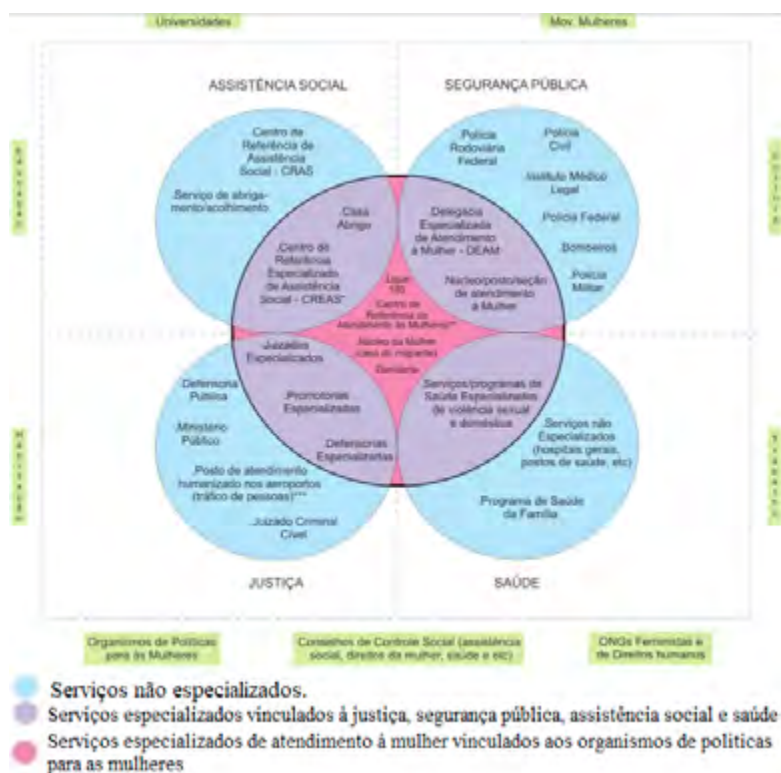 Universidades
Mov. Mulheres
ASSISTÊNCIA SOCIAL
SEGURANÇA PÚBLICA
.Centro de
Referência de
Assistência
Social - CRAS
.Serviço de abriga-
mento/acolhimento
.Casa
Abrigo
.Centro de
Referência
Especializado
de Assistência
Social - CREAS*
.Polícia
Rodoviária
Federal
.Polícia
Civil
.Instituto Médico
Legal
.Polícia Federal
.Bombeiros
.Polícia
Militar
.Delegacia
Especializada
de Atendimento
à Mulher - DEAM
.Núcleo/posto/seção
de atendimento
à Mulher
.Centro de
Referência de
Atendimento às Mulheres**
.Núcleo da Mulher
(casa do migrante)
.Juizados
Especializados
.Promotorias
Especializadas
.Defensorias
Especializadas
.Defensoria
Pública
.Ministério
Público
.Posto de atendimento
humanizado nos aeroportos
(tráfico de pessoas)***
.Juizado Criminal
Cível
.Serviços/programas de
Saúde Especializados
de violência sexual
e doméstica
.Serviços não
Especializados
(hospitais gerais,
postos de saúde, etc)
.Programa de Saúde
da Família
JUSTIÇA
SAÚDE
Organismos de Políticas
para às Mulheres
Conselhos de Controle Social (assistência
social, direitos da mulher, saúde e etc)
ONGs Feministas e
de Direitos humanos
Serviços não especializados.
Serviços especializados vinculados à justiça, segurança pública, assistência social e saúde
Serviços especializados de atendimento á mulher vinculados aos organismos de politicas
para as mulheres